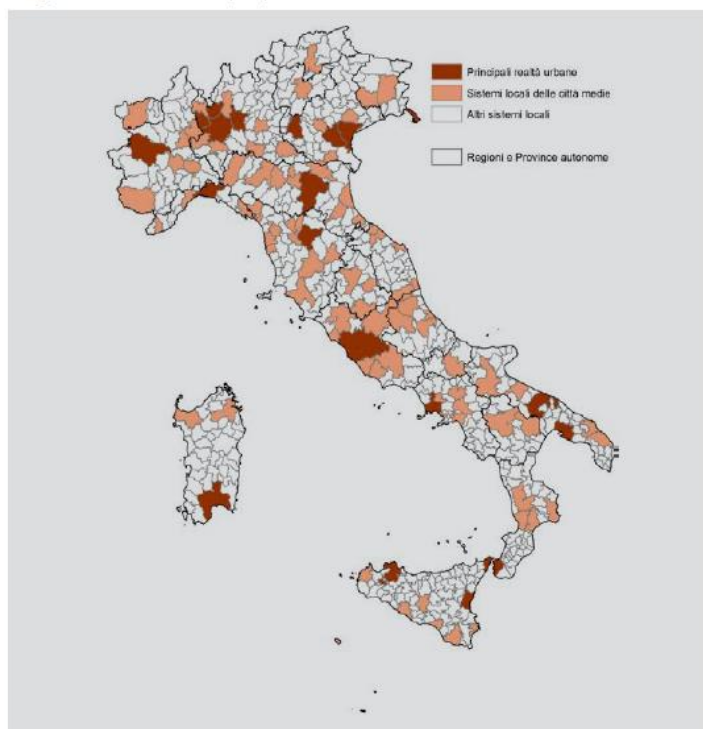 Principali realtà urbane
Sistemi locali delle città medie
Altri sistemi locali
Regioni e Province autonome